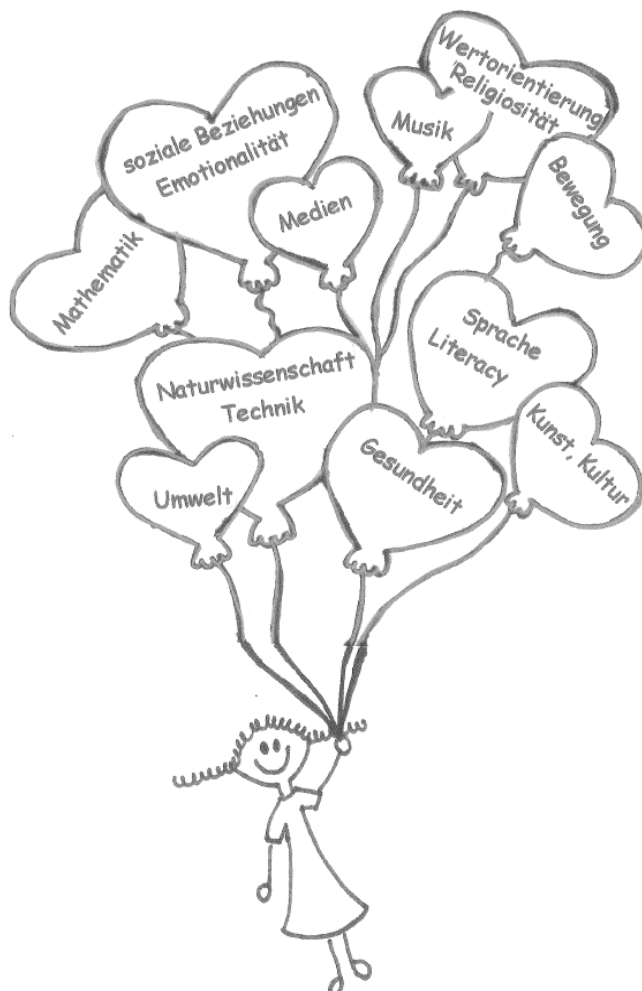 Wertorientierung
Religiosität
Musik
soziale Beziehungen
Emotionalität
Medien
Bewegung
Mathematik
Sprache
Literacy
Naturwissenschaft
Technik
Kunst, Kultur
Gesundheit
Umwelt